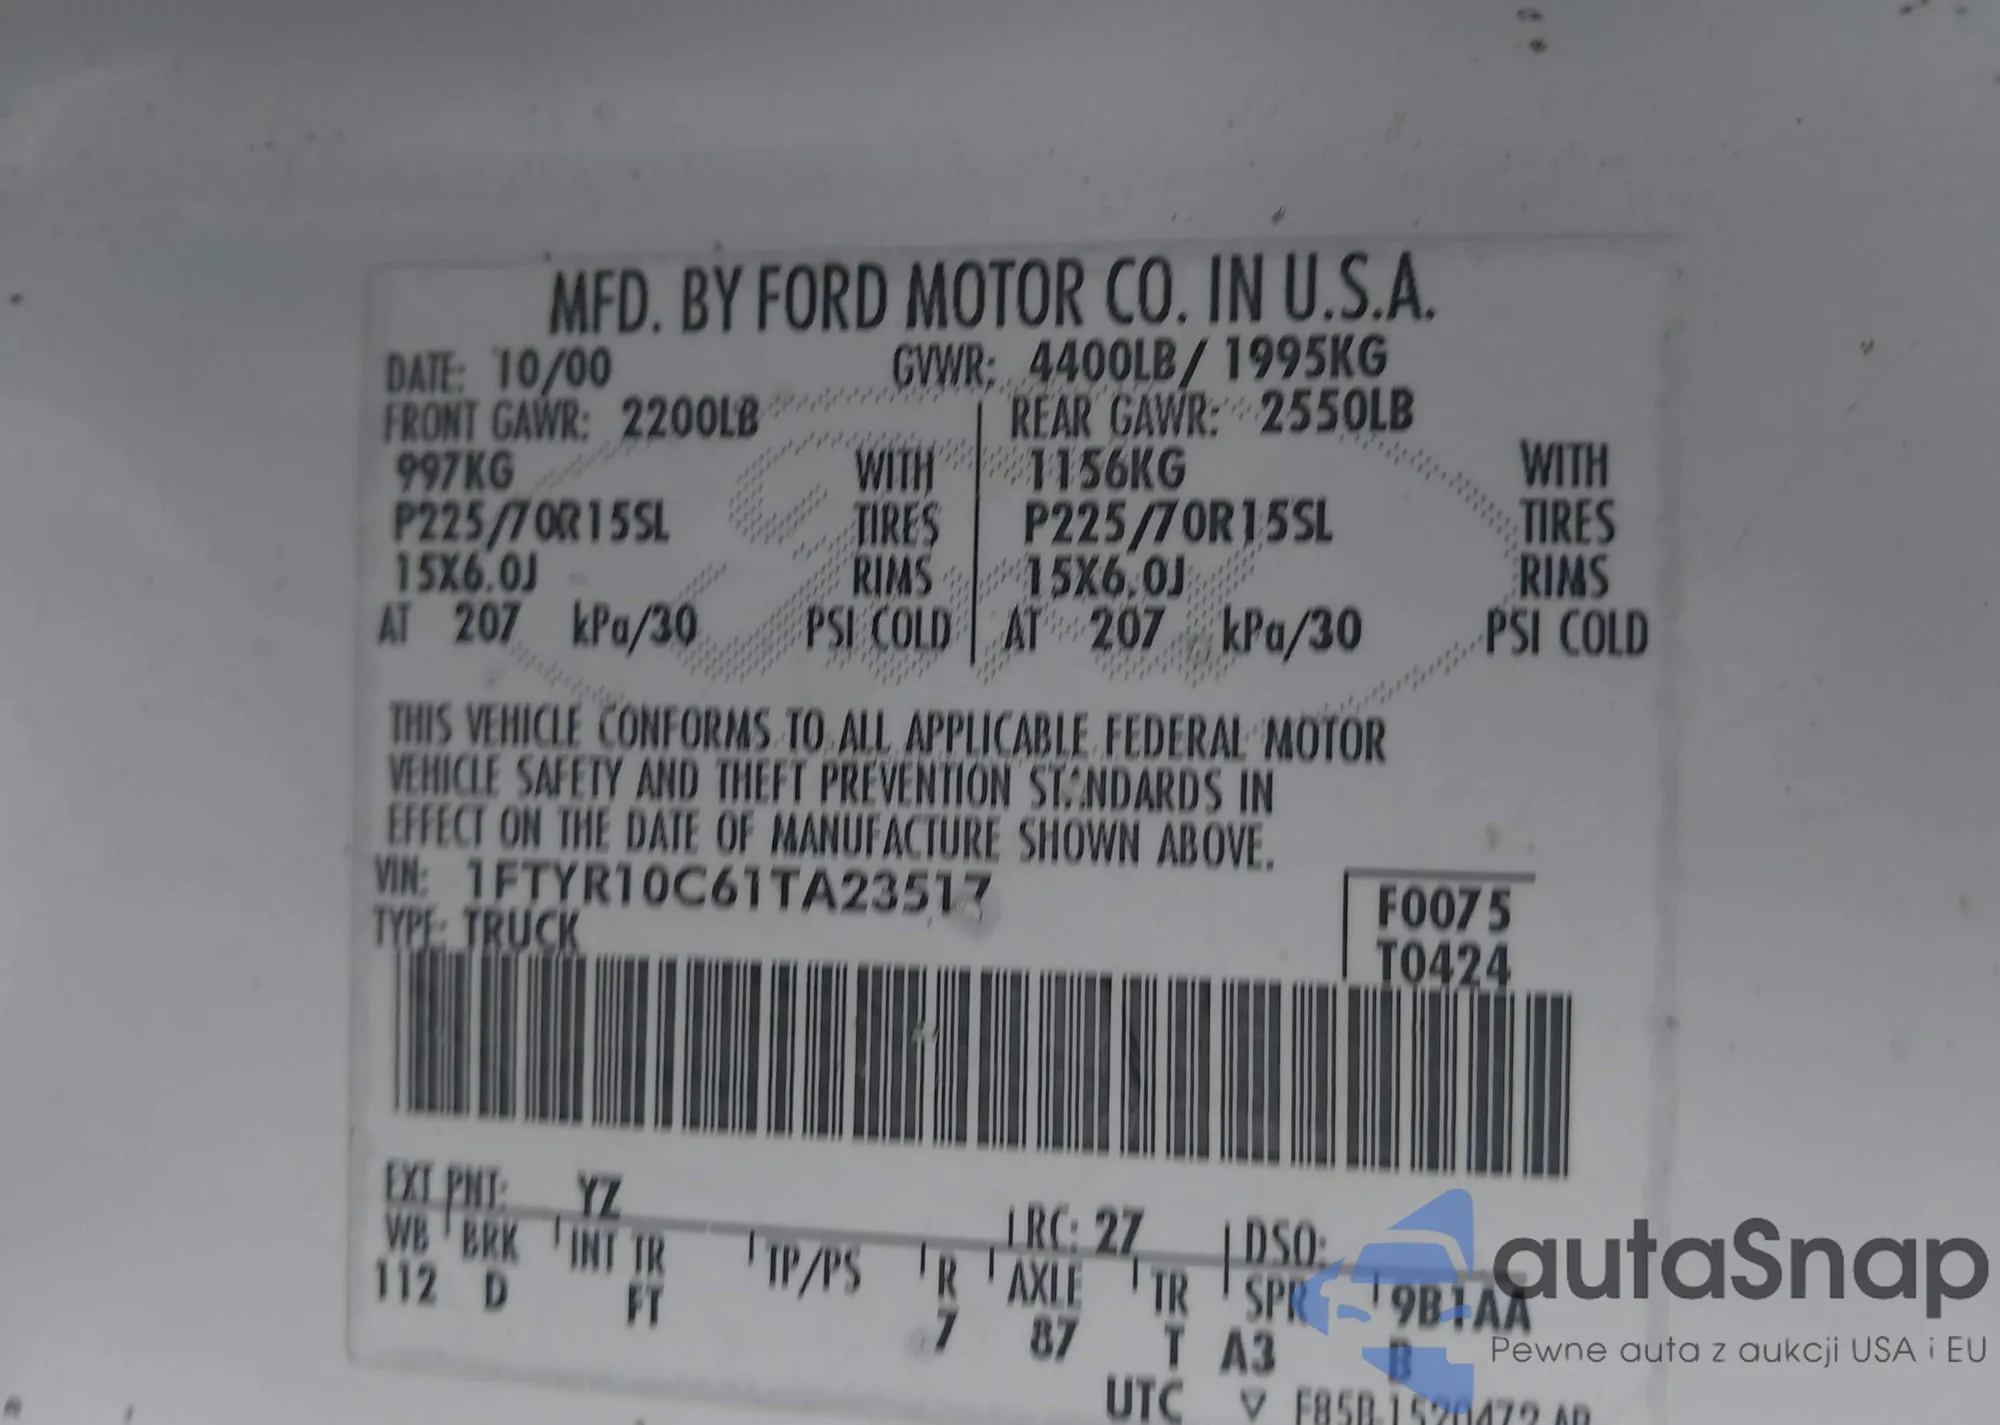 MFD. BY FORD MOTOR CO. IN U.S.A.
DATE: 10/00 GVWR: 4400LB/ 1995KG
FRONT GAWR: 2200LB REAR GAWR: 2550LB
997KG WITH 1156KG WITH
P225/70R15SL TIRES P225/70R15SL TIRES
15X6.0J RIMS 15X6.0J RIMS
AT 207 kPa/30 PSI COLD AT 207 kPa/30 PSI COLD
THIS VEHICLE CONFORMS TO ALL APPLICABLE FEDERAL MOTOR
VEHICLE SAFETY AND THEFT PREVENTION STANDARDS IN
EFFECT ON THE DATE OF MANUFACTURE SHOWN ABOVE.
VIN: 1FTYR10C61TA23517
TYPE: TRUCK
F0075
T0424
EXT PNT: YZ RC: 27 DSO:
WB BRK INT TR TP/PS R AXLE TR SPR 9B1AA
112 D FT 7 87 T A3 B
UTC
autaSnap
Pewne auta z aukcji USA i EU